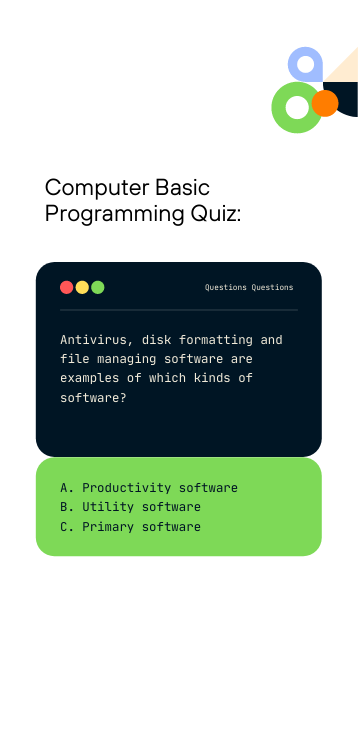 Computer Basic
Programming Quiz:
Questions Questions
Antivirus, disk formatting and
file managing software are
examples of which kinds of
software?
A. Productivity software
B. Utility software
C. Primary software